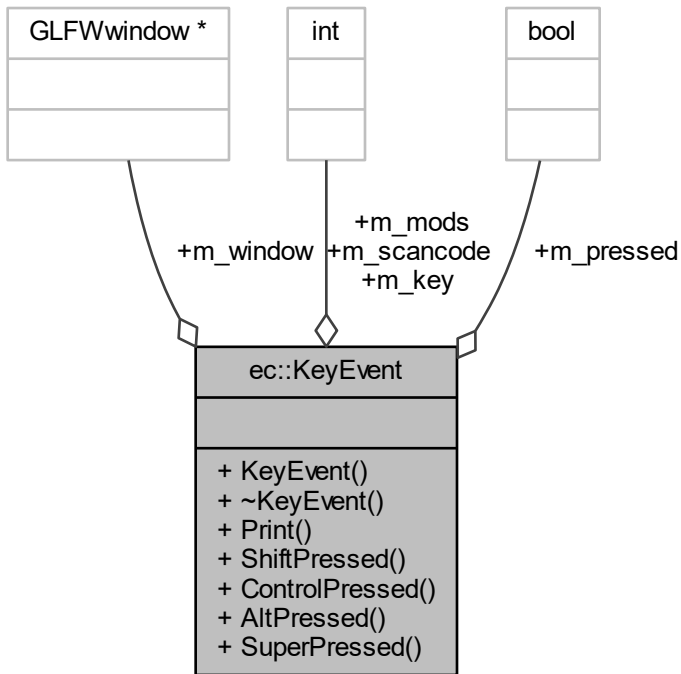 GLFWwindow *
int
bool
+m_mods
+m_window
+m_scancode
+m_pressed
+m_key
ec::KeyEvent
+ KeyEvent()
+ ~KeyEvent()
+ Print()
+ ShiftPressed()
+ ControlPressed()
+ AltPressed()
+ SuperPressed()